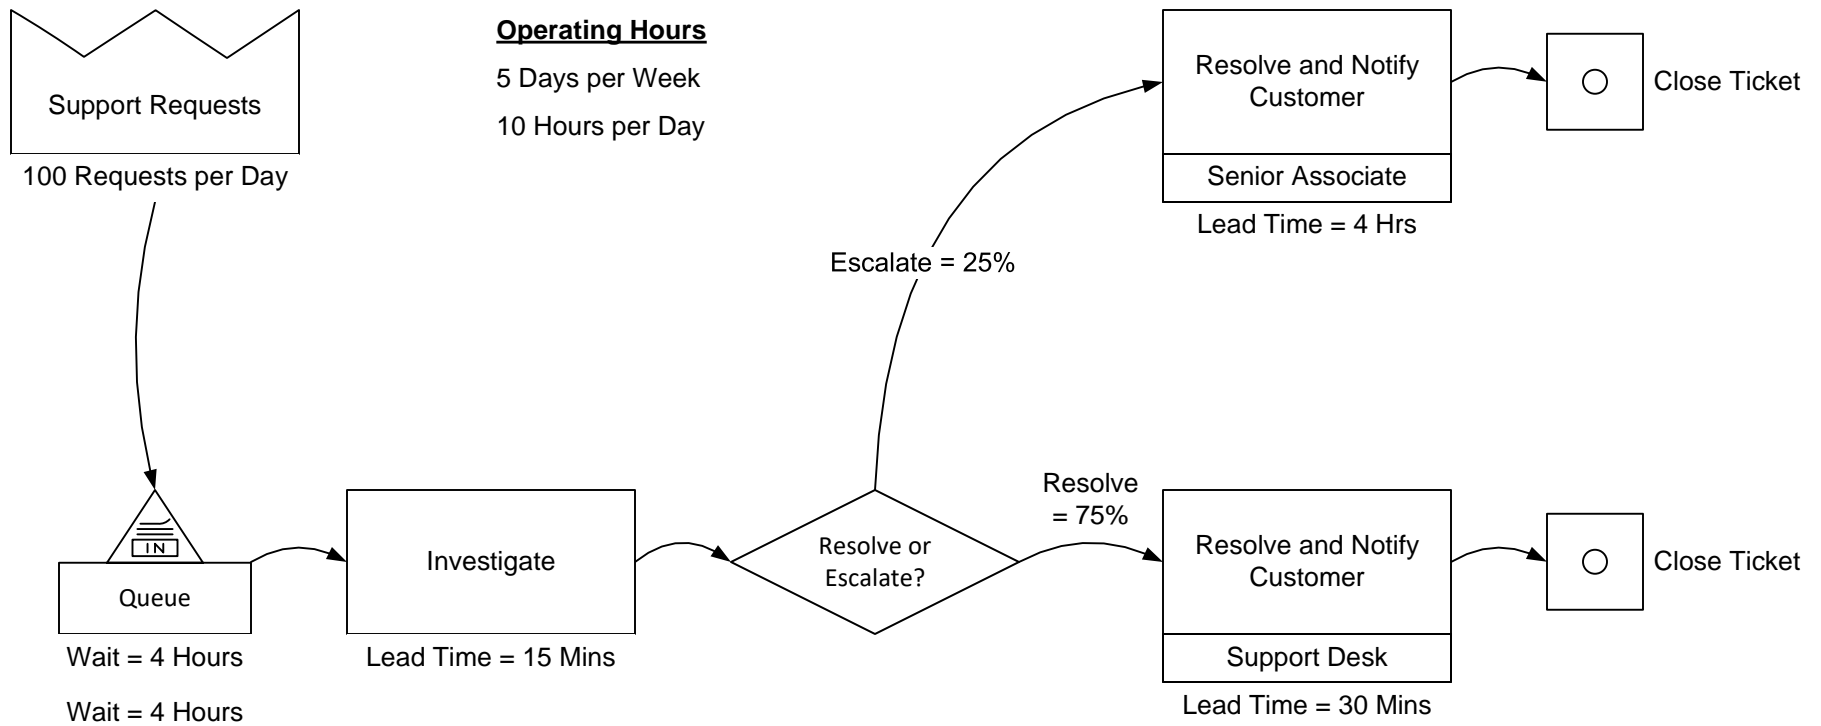 Support Requests
100 Requests per Day
Operating Hours
5 Days per Week
10 Hours per Day
Resolve and Notify
Customer
Senior Associate
Lead Time = 4 Hrs
Close Ticket
Escalate = 25%
IN
Queue
Wait = 4 Hours
Wait = 4 Hours
Investigate
Lead Time = 15 Mins
Resolve or
Escalate?
Resolve
= 75%
Resolve and Notify
Customer
Support Desk
Lead Time = 30 Mins
Close Ticket